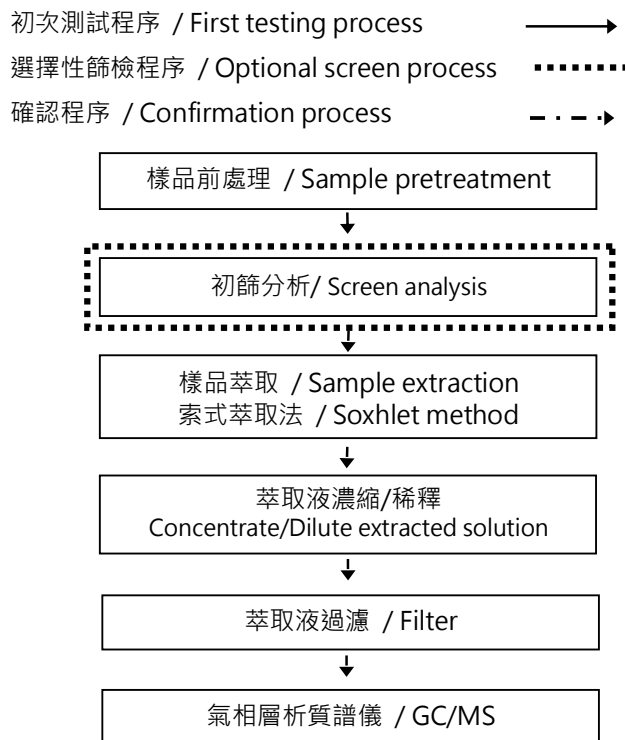 初次測試程序 / First testing process
選擇性篩檢程序 / Optional screen process
確認程序 / Confirmation process
樣品前處理 / Sample pretreatment
初篩分析/ Screen analysis
樣品萃取 / Sample extraction
索式萃取法 / Soxhlet method
萃取液濃縮/稀釋
Concentrate/Dilute extracted solution
萃取液過濾 / Filter
氣相層析質譜儀 / GC/MS